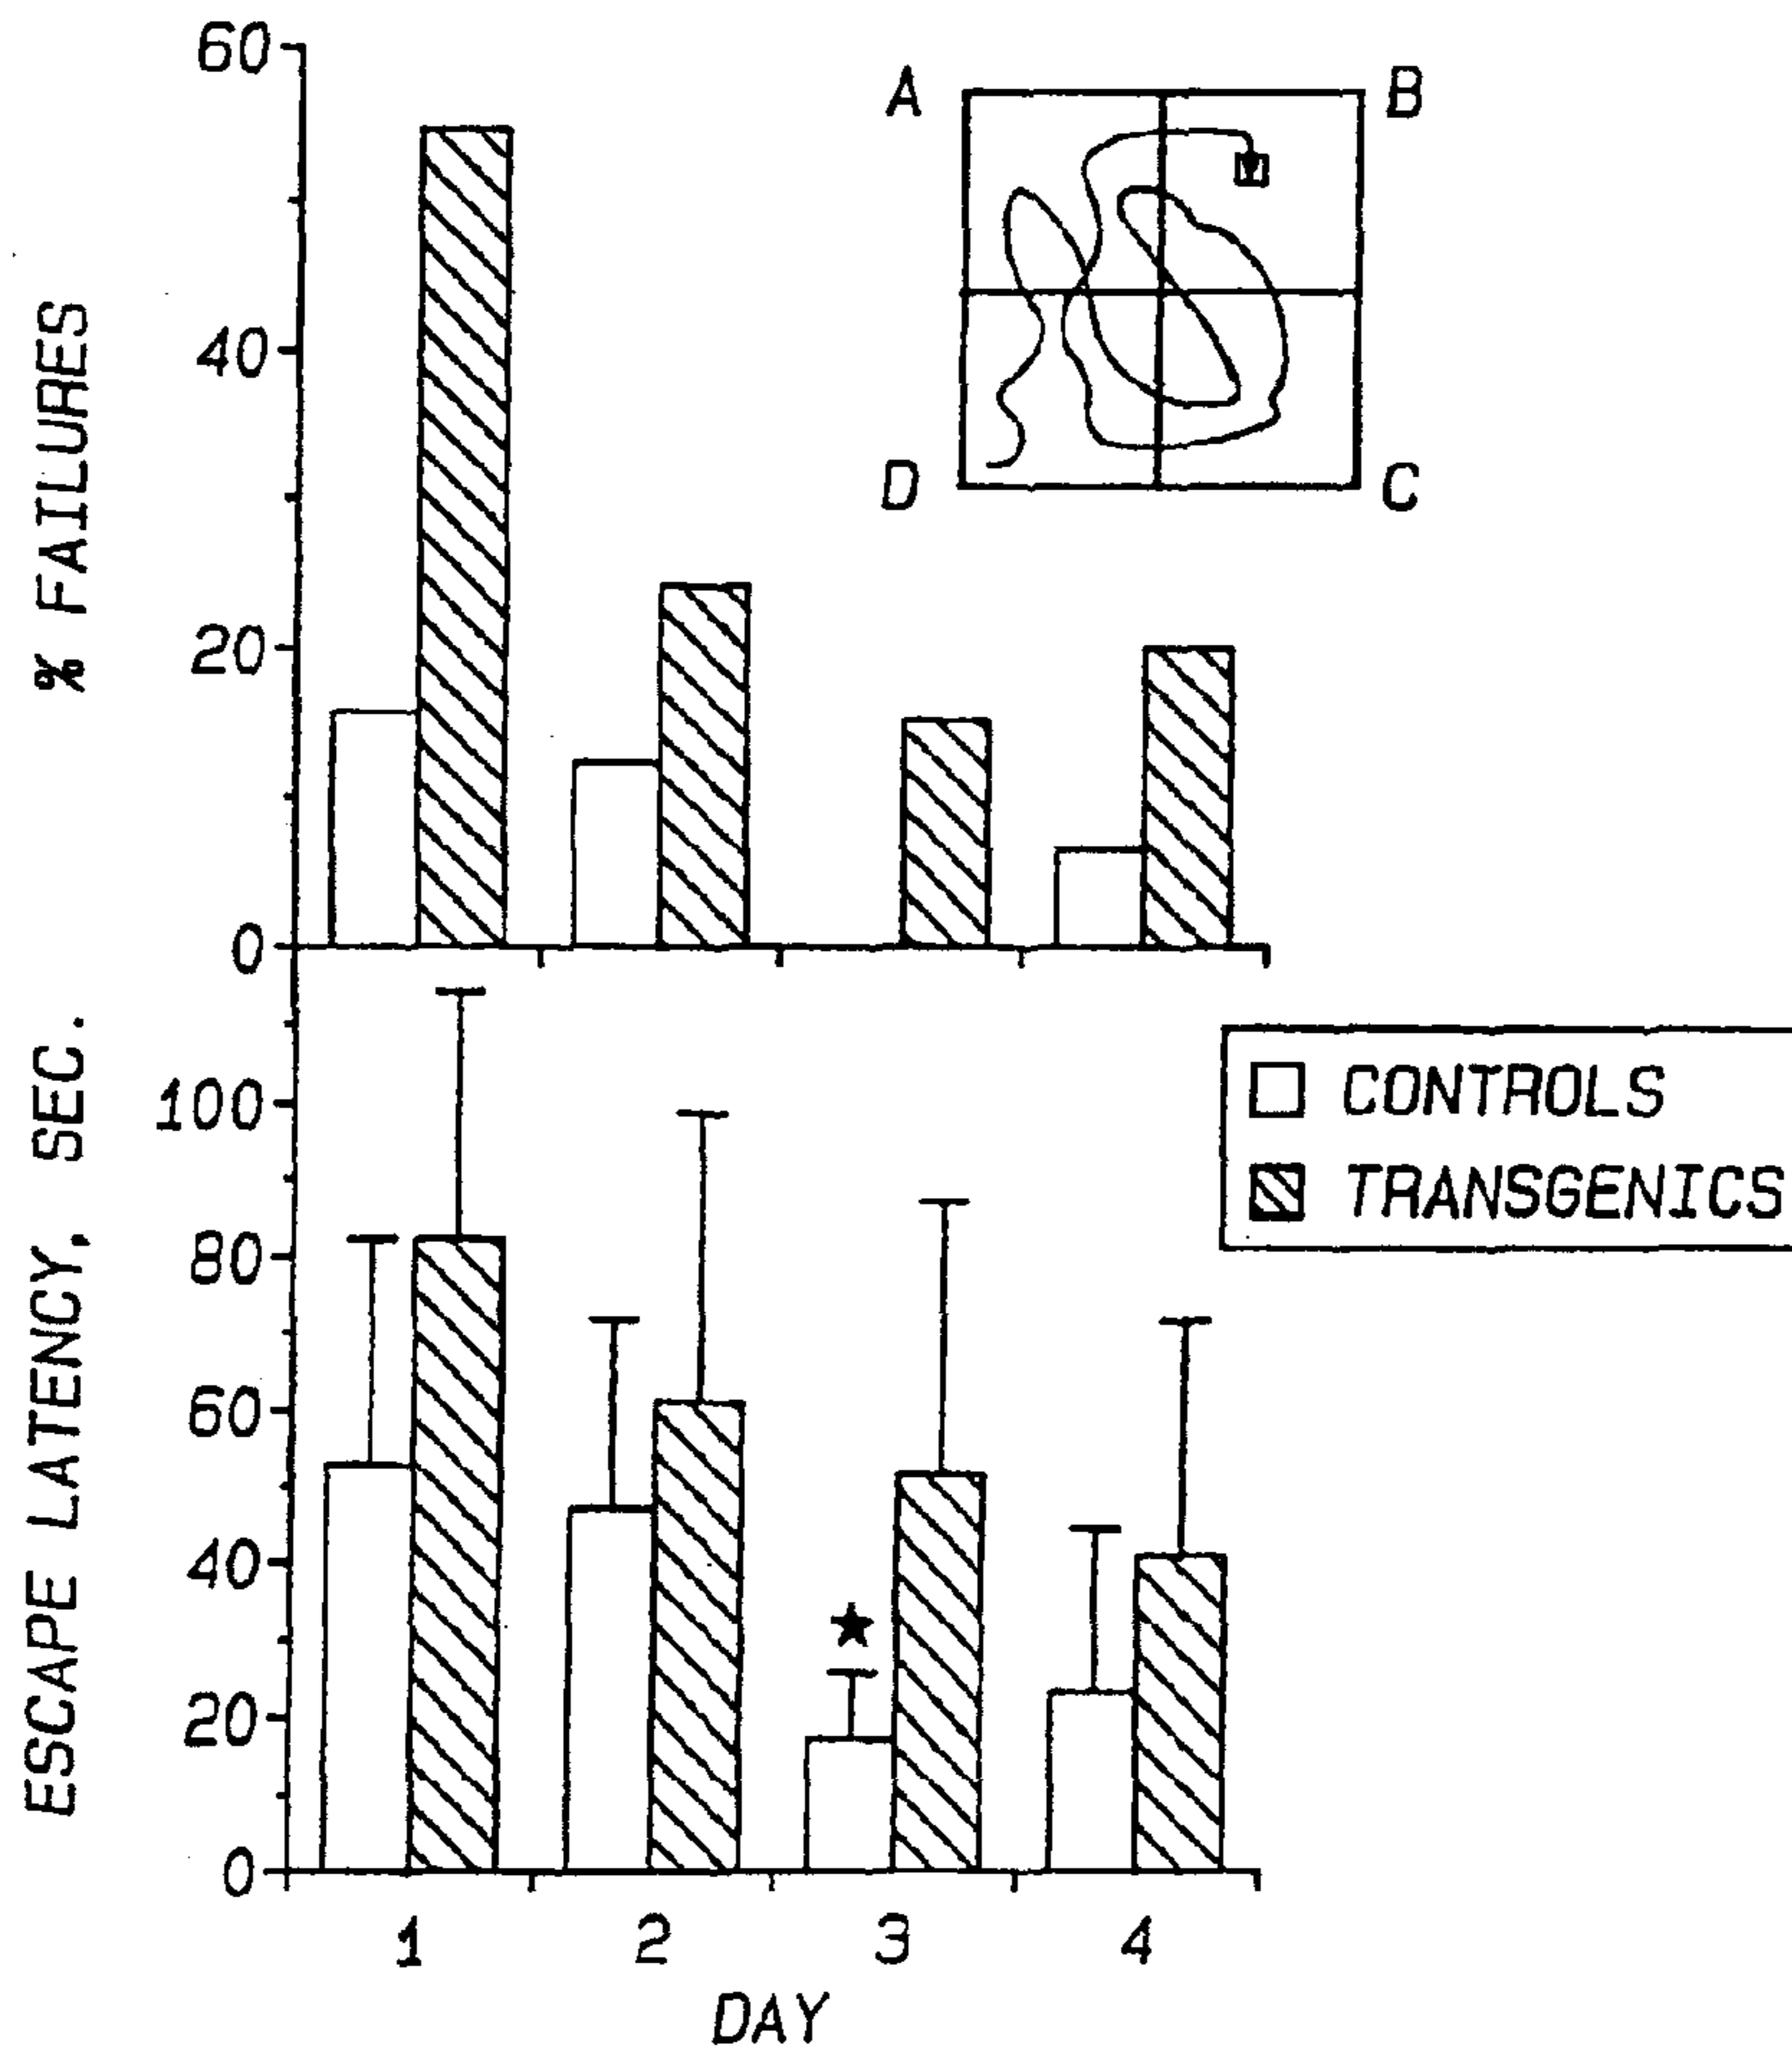 60
40
20
0
% FAILURES
A
B
D
C
100
80
60
40
20
0
ESCAPE LATENCY, SEC.
CONTROLS
TRANSGENICS
★
1 2 3 4
DAY